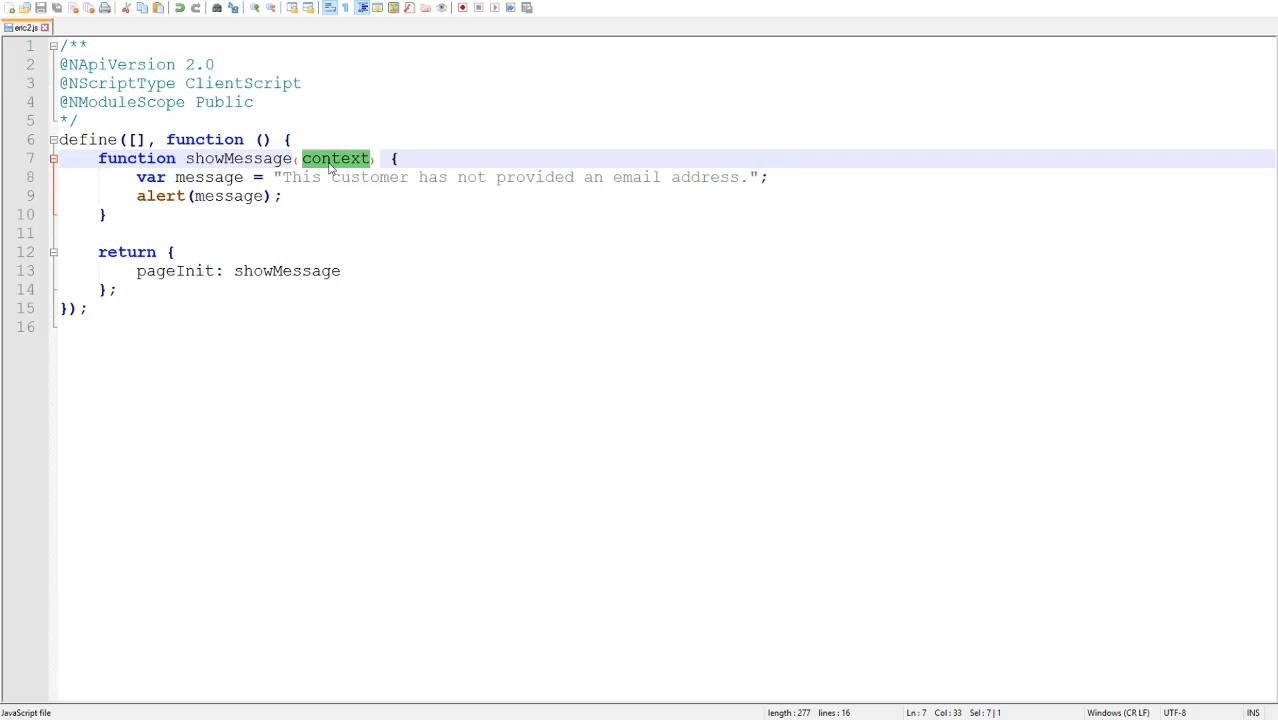 eric2.js
1 /**
2 @NApiVersion 2.0
3 @NScriptType ClientScript
4 @NModuleScope Public
5 */
6 define([], function () {
7 function showMessage(context) {
8 var message = "This customer has not provided an email address.";
9 alert(message);
10 }
11
12 return {
13 pageInit: showMessage
14 };
15 });
16
JavaScript file length : 277 lines : 16 Ln : 7 Col : 33 Sel : 7 | 1 Windows (CR LF) UTF-8 INS